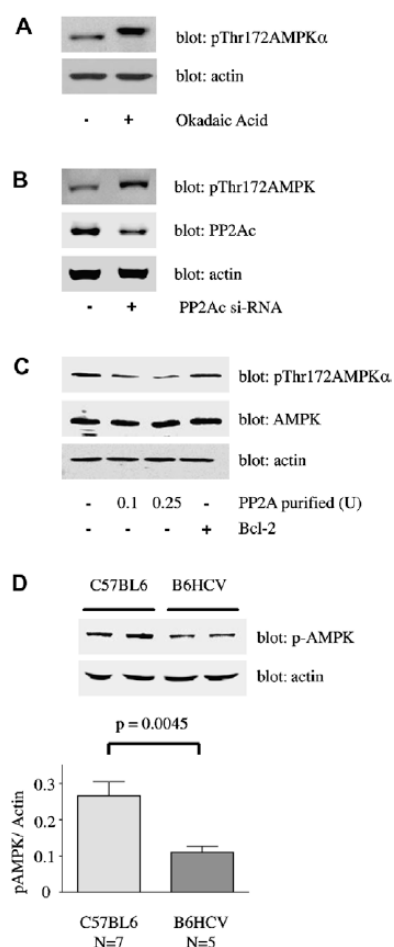 A
blot: pThr172AMPKα
blot: actin
- + Okadaic Acid
B
blot: pThr172AMPK
blot: PP2Ac
blot: actin
- + PP2Ac si-RNA
C
blot: pThr172AMPKα
blot: AMPK
blot: actin
- 0.1 0.25 - PP2A purified (U)
- - - + Bcl-2
D
C57BL6 B6HCV
blot: p-AMPK
blot: actin
p = 0.0045
pAMPK/ Actin
0.3
0.2
0.1
0
C57BL6 B6HCV
N=7 N=5